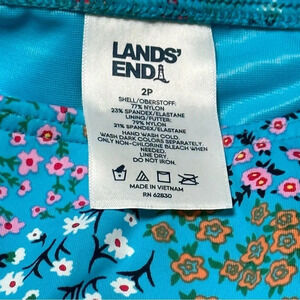 LANDS'
END
2P
SHELL/OBERSTOFF:
77% NYLON
23% SPANDEX/ELASTANE
LINING/FUTTER:
79% NYLON
21% SPANDEX/ELASTANE
HAND WASH COLD.
WASH DARK COLORS SEPARATELY.
ONLY NON-CHLORINE BLEACH WHEN
NEEDED.
LINE DRY.
DO NOT IRON.
MADE IN VIETNAM
RN 62830